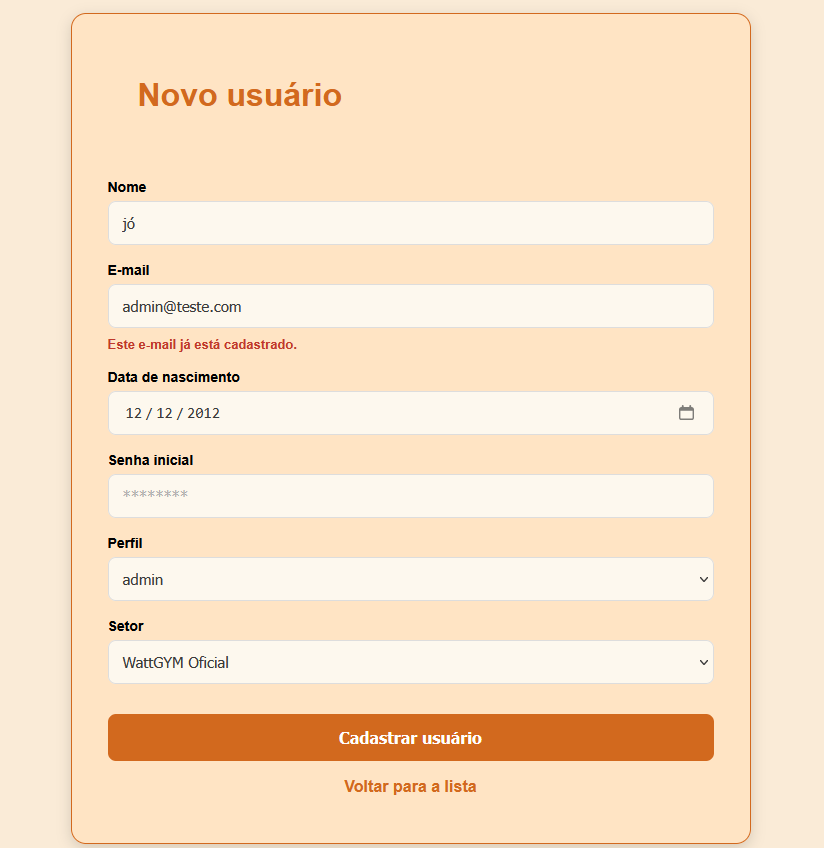 Novo usuário
Nome
jó
E-mail
admin@teste.com
Este e-mail já está cadastrado.
Data de nascimento
12 / 12 / 2012
Senha inicial
********
Perfil
admin
Setor
WattGYM Oficial
Cadastrar usuário
Voltar para a lista